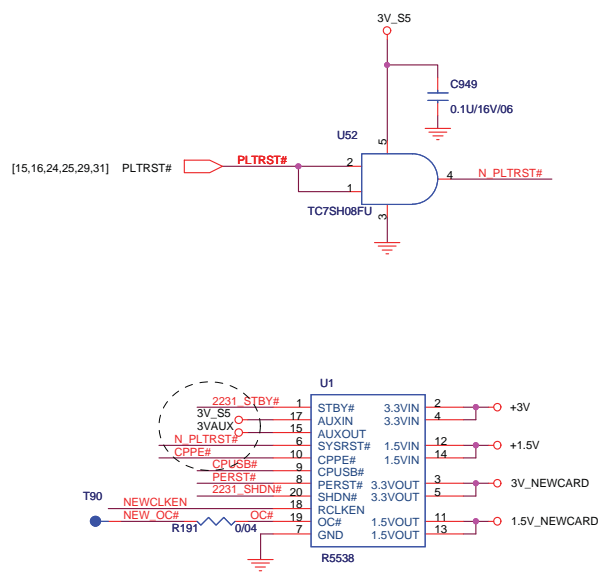 3V_S5
C949
0.1U/16V/06
U52
5
[15,16,24,25,29,31] PLTRST# PLTRST# 2
1
4 N_PLTRST#
TC7SH08FU
3
U1
2231_STBY# 1 STBY# 3.3VIN 2 +3V
3V_S5 17 AUXIN 3.3VIN 4
3VAUX 15 AUXOUT
N_PLTRST# 6 SYSRST# 1.5VIN 12 +1.5V
CPPE# 10 CPPE# 1.5VIN 14
CPUSB# 9 CPUSB#
PERST# 8 PERST# 3.3VOUT 3 3V_NEWCARD
2231_SHDN# 20 SHDN# 3.3VOUT 5
T90 NEWCLKEN 18 RCLKEN
NEW_OC# OC# 19 OC# 1.5VOUT 11 1.5V_NEWCARD
R191 0/04 7 GND 1.5VOUT 13
R5538